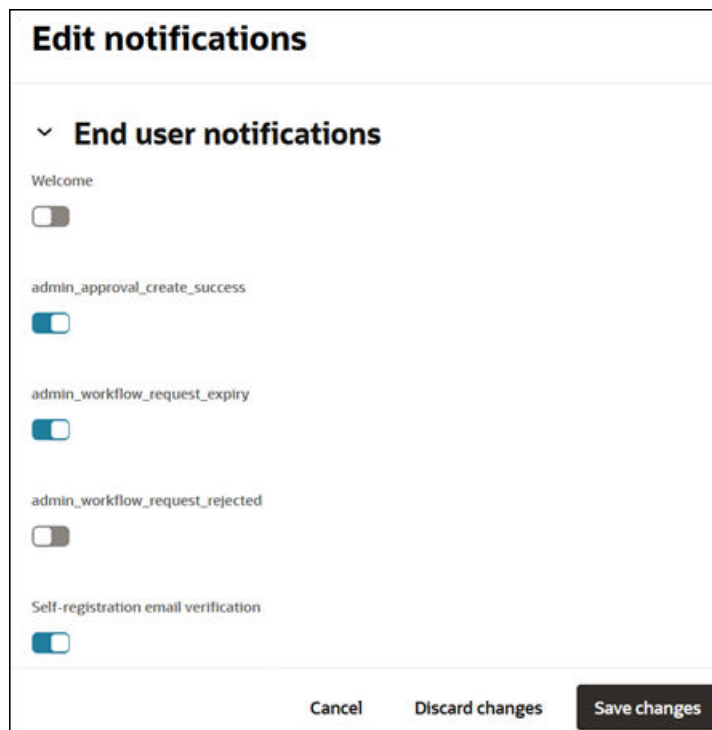 Edit notifications
End user notifications
Welcome
admin_approval_create_success
admin_workflow_request_expiry
admin_workflow_request_rejected
Self-registration email verification
Cancel Discard changes Save changes